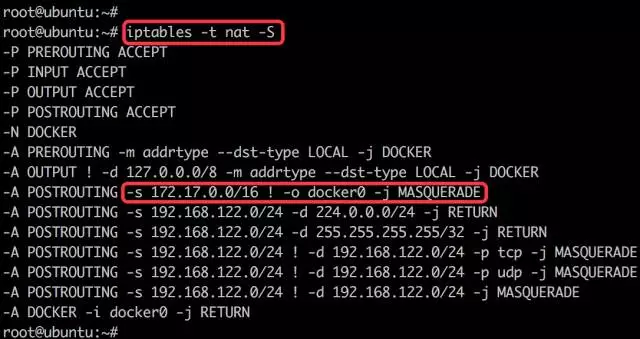 root@ubuntu:~#
root@ubuntu:~# iptables -t nat -S
-P PREROUTING ACCEPT
-P INPUT ACCEPT
-P OUTPUT ACCEPT
-P POSTROUTING ACCEPT
-N DOCKER
-A PREROUTING -m addrtype --dst-type LOCAL -j DOCKER
-A OUTPUT ! -d 127.0.0.0/8 -m addrtype --dst-type LOCAL -j DOCKER
-A POSTROUTING -s 172.17.0.0/16 ! -o docker0 -j MASQUERADE
-A POSTROUTING -s 192.168.122.0/24 -d 224.0.0.0/24 -j RETURN
-A POSTROUTING -s 192.168.122.0/24 -d 255.255.255.255/32 -j RETURN
-A POSTROUTING -s 192.168.122.0/24 ! -d 192.168.122.0/24 -p tcp -j MASQUERADE
-A POSTROUTING -s 192.168.122.0/24 ! -d 192.168.122.0/24 -p udp -j MASQUERADE
-A POSTROUTING -s 192.168.122.0/24 ! -d 192.168.122.0/24 -j MASQUERADE
-A DOCKER -i docker0 -j RETURN
root@ubuntu:~#